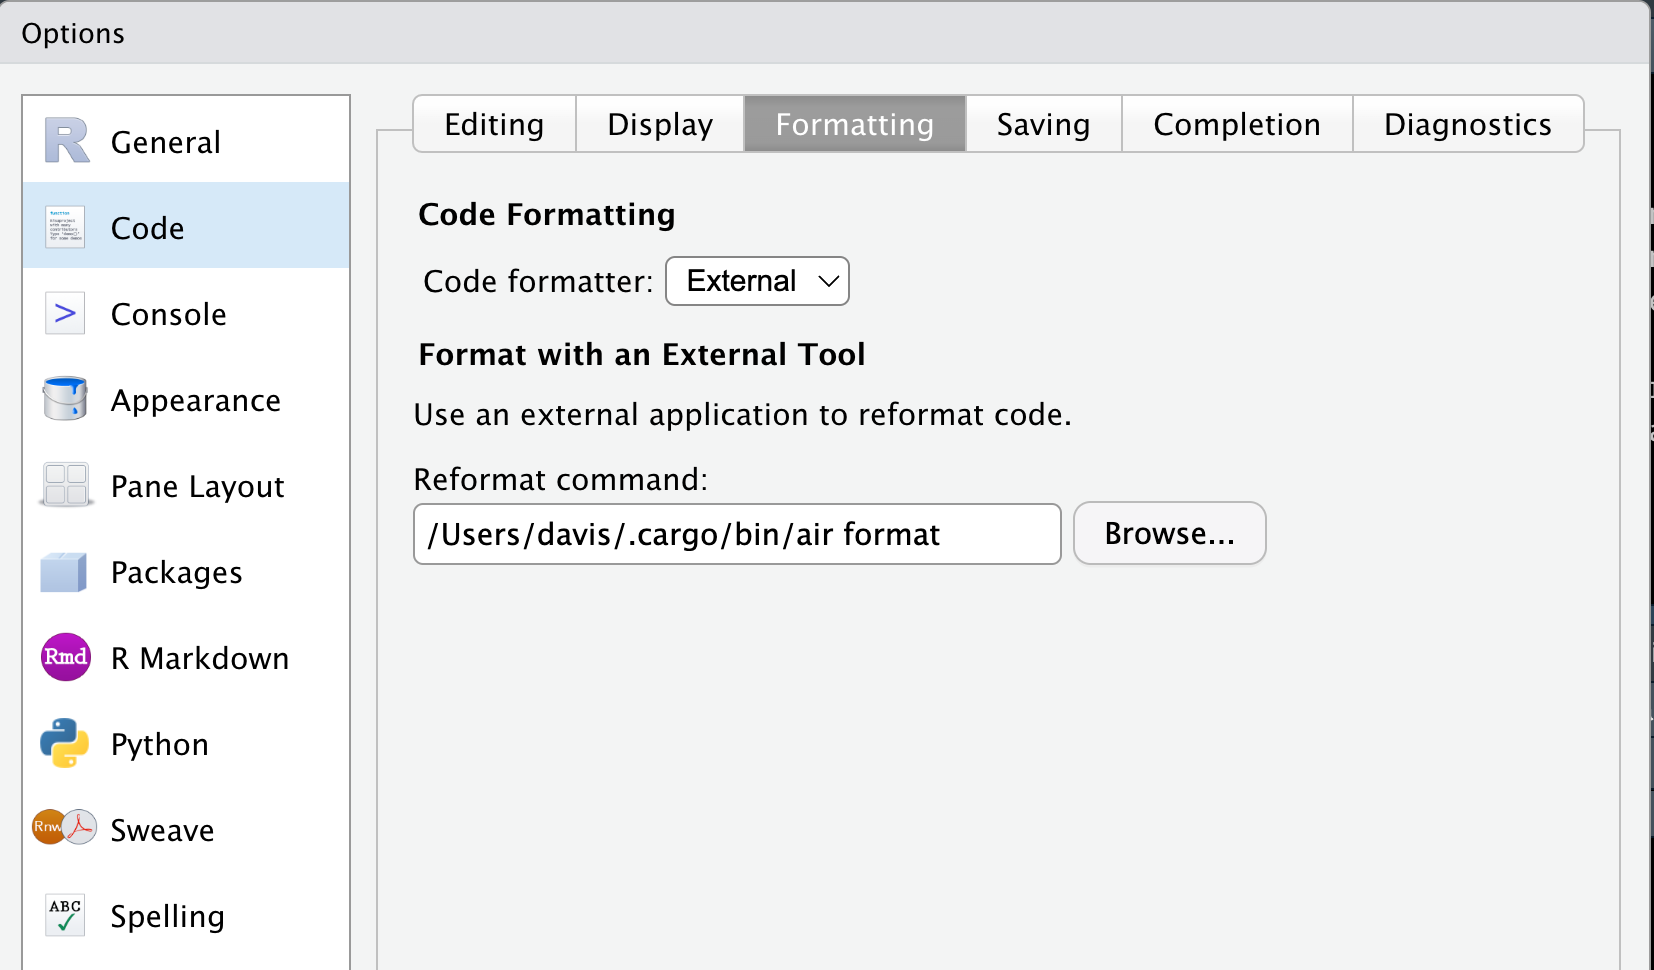 Options
General
Code
Console
Appearance
Pane Layout
Packages
Rmd
R Markdown
Python
Rnw
Sweave
ABC
Spelling
Editing
Display
Formatting
Saving
Completion
Diagnostics
Code Formatting
Code formatter: External
Format with an External Tool
Use an external application to reformat code.
Reformat command:
/Users/davis/.cargo/bin/air format
Browse...